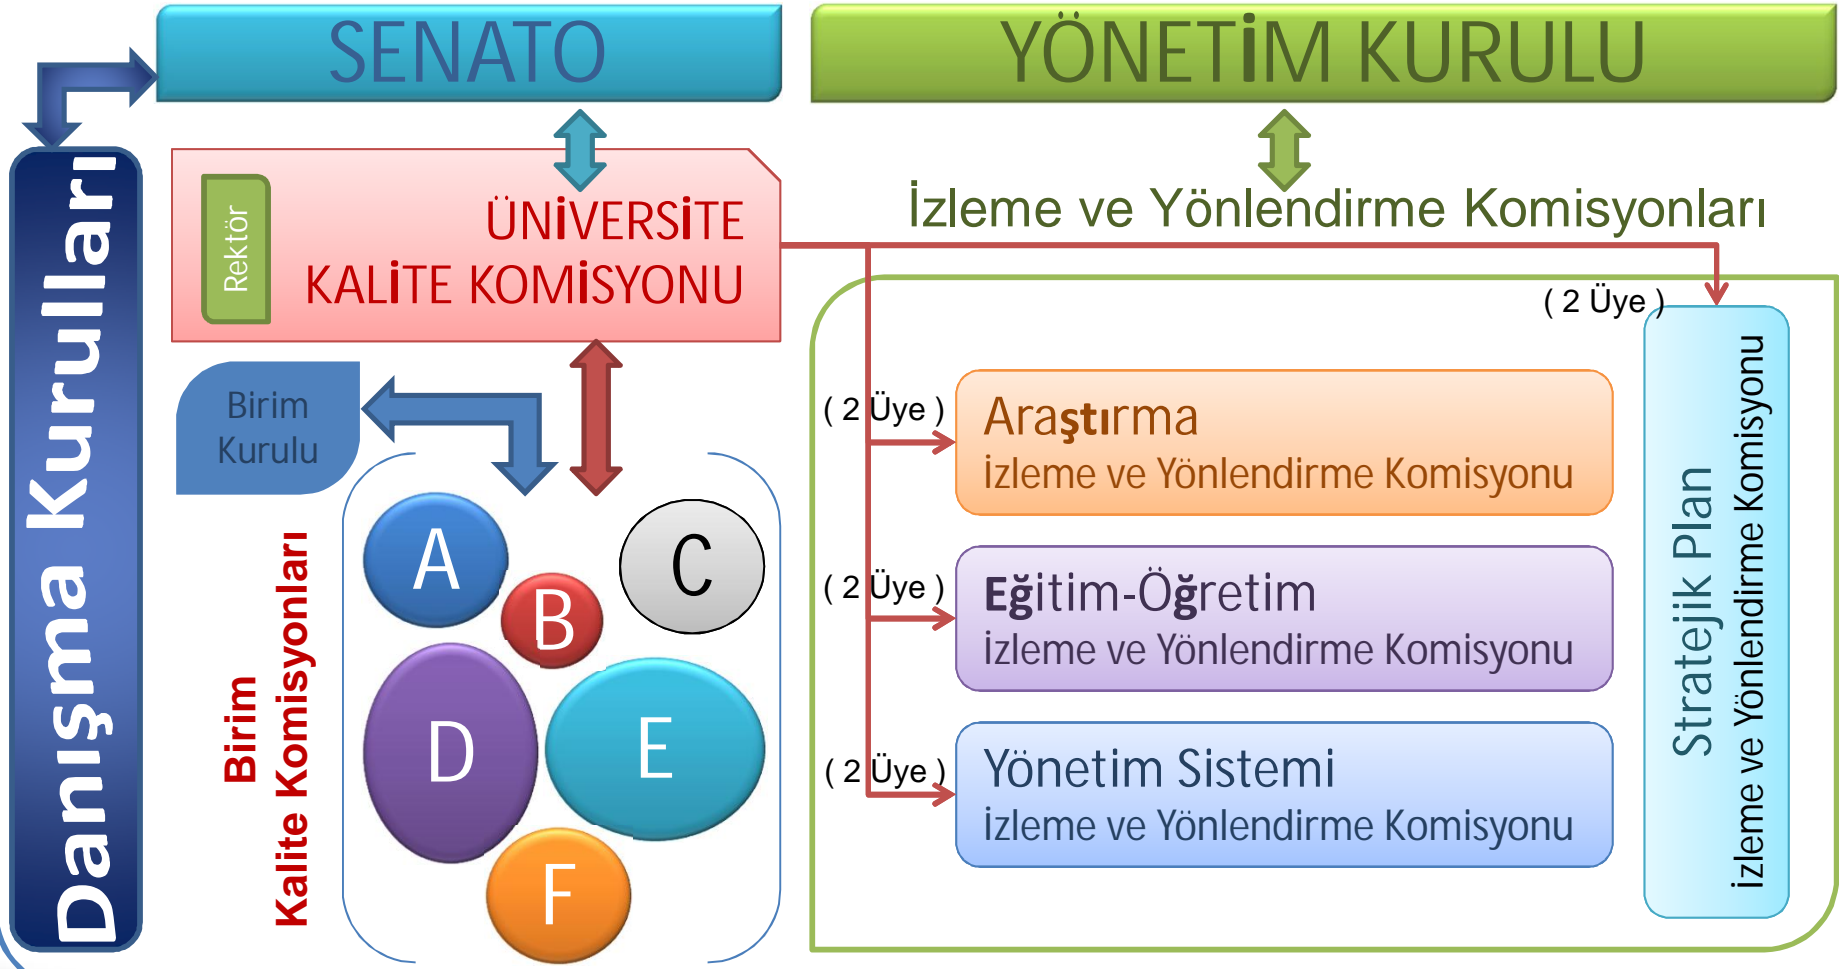 SENATO
YÖNETİM KURULU
Danışma Kurulları
Rektör
ÜNİVERSİTE
KALİTE KOMİSYONU
İzleme ve Yönlendirme Komisyonları
( 2 Üye )
Birim
Kurulu
( 2 Üye )
Araştırma
İzleme ve Yönlendirme Komisyonu
( 2 Üye )
Eğitim-Öğretim
İzleme ve Yönlendirme Komisyonu
( 2 Üye )
Yönetim Sistemi
İzleme ve Yönlendirme Komisyonu
Stratejik Plan
İzleme ve Yönlendirme Komisyonu
Birim
Kalite Komisyonları
A
B
C
D
E
F